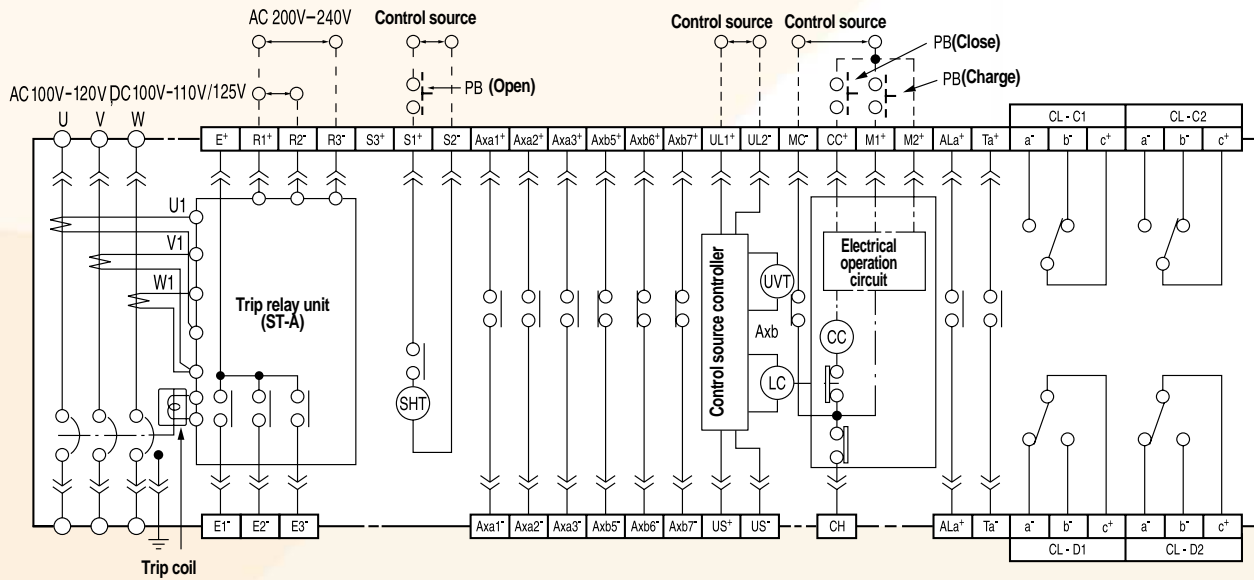 AC 200V-240V
Control source
Control source
Control source
PB (Open)
PB(Close)
PB(Charge)
AC 100V-120V DC 100V-110V/125V
U V W
CL - C1
CL - C2
E+ R1+ R2- R3- S3+ S1+ S2- Axa1+ Axa2+ Axa3+ Axb5+ Axb6+ Axb7+ UL1+ UL2- MC- CC+ M1+ M2+ ALa+ Ta+ a- b- c+ a- b- c+
U1
V1
W1
Trip relay unit
(ST-A)
SHT
Control source controller
UVT
Axb
LC
Electrical
operation
circuit
CC
E1- E2- E3- Axa1- Axa2- Axa3- Axb5- Axb6- Axb7- US+ US- CH ALa+ Ta- a- b- c+ a- b- c+
CL - D1
CL - D2
Trip coil